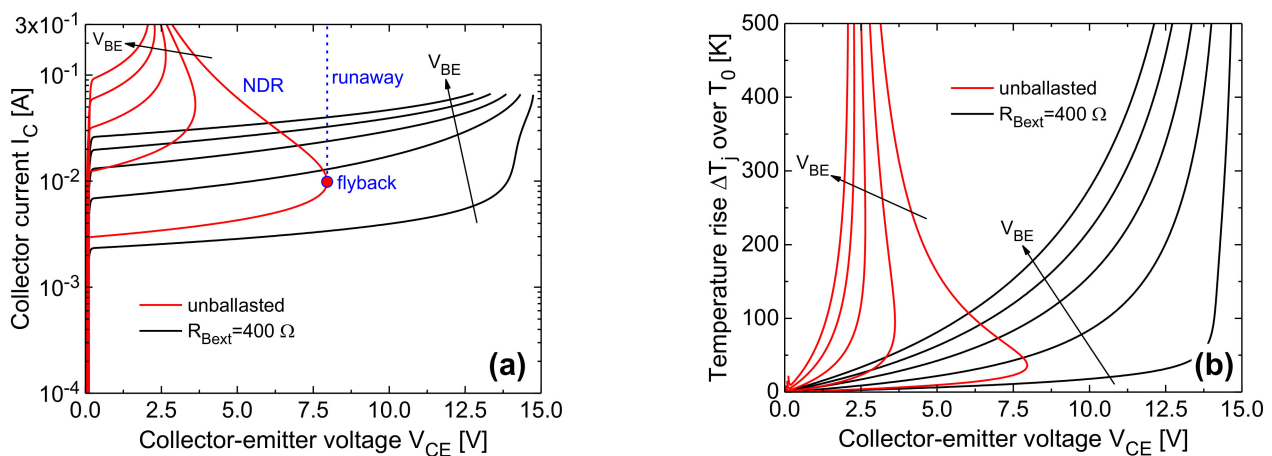 3x10⁻¹
10⁻¹
10⁻²
10⁻³
10⁻⁴
Collector current I_C [A]
V_BE
NDR
runaway
V_BE
flyback
unballasted
R_Bext=400 Ω
(a)
0.0 2.5 5.0 7.5 10.0 12.5 15.0
Collector-emitter voltage V_CE [V]
500
400
300
200
100
0
Temperature rise ΔT_j over T_0 [K]
unballasted
R_Bext=400 Ω
V_BE
V_BE
(b)
0.0 2.5 5.0 7.5 10.0 12.5 15.0
Collector-emitter voltage V_CE [V]